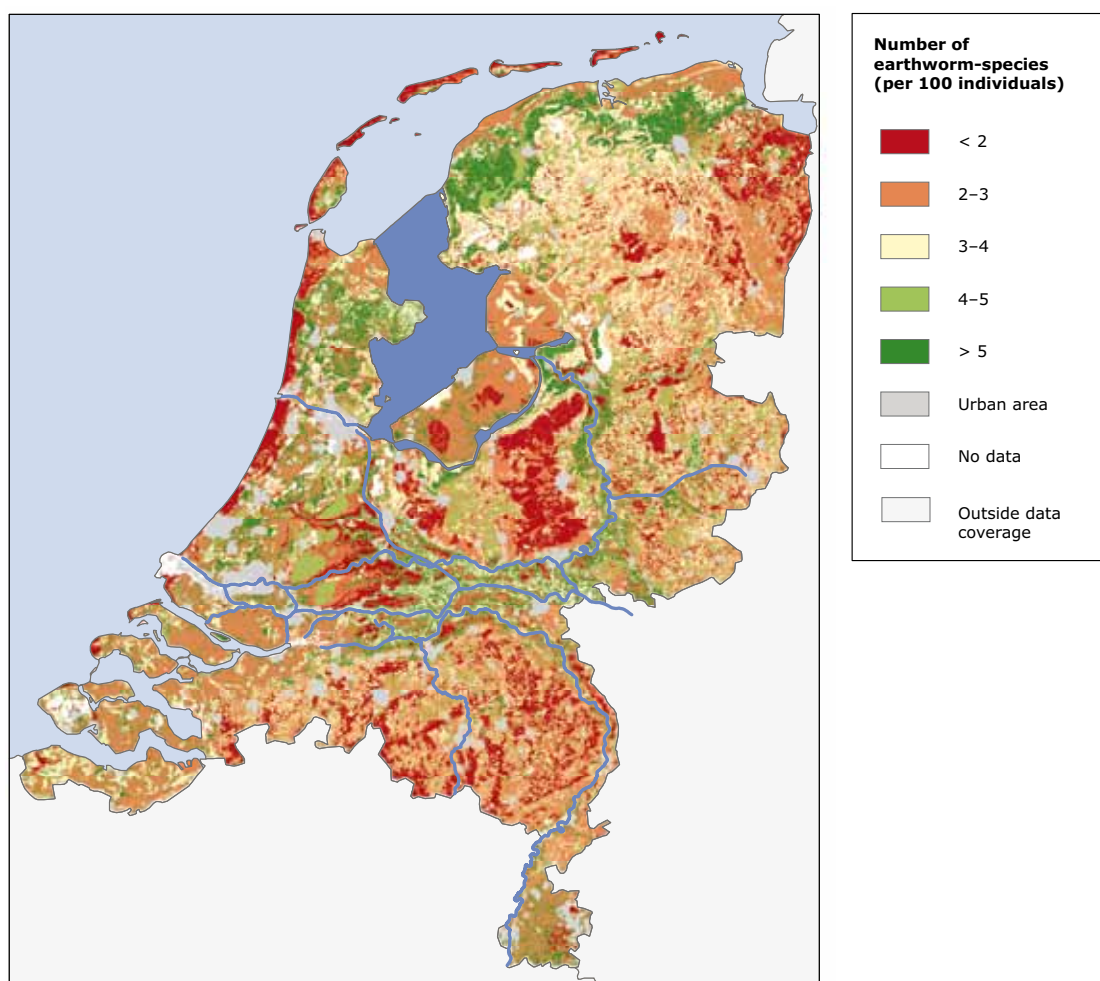 Number of
earthworm-species
(per 100 individuals)
< 2
2–3
3–4
4–5
> 5
Urban area
No data
Outside data
coverage